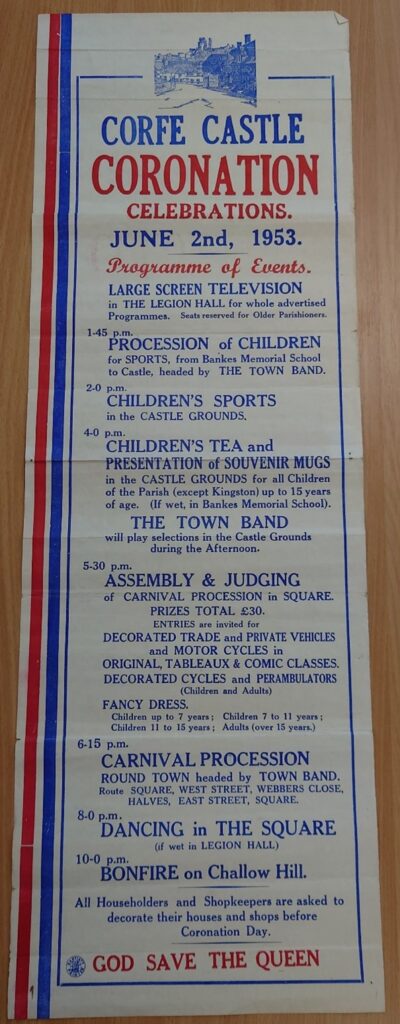 CORFE CASTLE
CORONATION
CELEBRATIONS.
JUNE 2nd, 1953.
Programme of Events.
LARGE SCREEN TELEVISION
in THE LEGION HALL for whole advertised
Programmes. Seats reserved for Older Parishioners.
1-45 p.m.
PROCESSION of CHILDREN
for SPORTS, from Bankes Memorial School
to Castle, headed by THE TOWN BAND.
2-0 p.m.
CHILDREN'S SPORTS
in the CASTLE GROUNDS.
4-0 p.m.
CHILDREN'S TEA and
PRESENTATION of SOUVENIR MUGS
in the CASTLE GROUNDS for all Children
of the Parish (except Kingston) up to 15 years
of age. (If wet, in Bankes Memorial School).
THE TOWN BAND
will play selections in the Castle Grounds
during the Afternoon.
5-30 p.m.
ASSEMBLY & JUDGING
of CARNIVAL PROCESSION in SQUARE.
PRIZES TOTAL £30.
ENTRIES are invited for
DECORATED TRADE and PRIVATE VEHICLES
and MOTOR CYCLES in
ORIGINAL, TABLEAUX & COMIC CLASSES.
DECORATED CYCLES and PERAMBULATORS
(Children and Adults)
FANCY DRESS.
Children up to 7 years; Children 7 to 11 years;
Children 11 to 15 years; Adults (over 15 years.)
6-15 p.m.
CARNIVAL PROCESSION
ROUND TOWN headed by TOWN BAND.
Route SQUARE, WEST STREET, WEBBERS CLOSE,
HALVES, EAST STREET, SQUARE.
8-0 p.m.
DANCING in THE SQUARE
(if wet in LEGION HALL)
10-0 p.m.
BONFIRE on Challow Hill.
All Householders and Shopkeepers are asked to
decorate their houses and shops before
Coronation Day.
GOD SAVE THE QUEEN